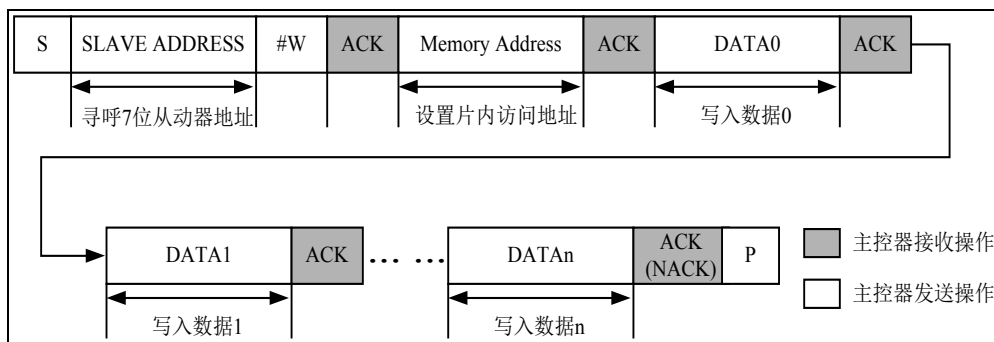 S SLAVE ADDRESS #W ACK Memory Address ACK DATA0 ACK
寻呼7位从动器地址 设置片内访问地址 写入数据0
DATA1 ACK … … DATAn ACK (NACK) P
写入数据1 写入数据n
主控器接收操作
主控器发送操作